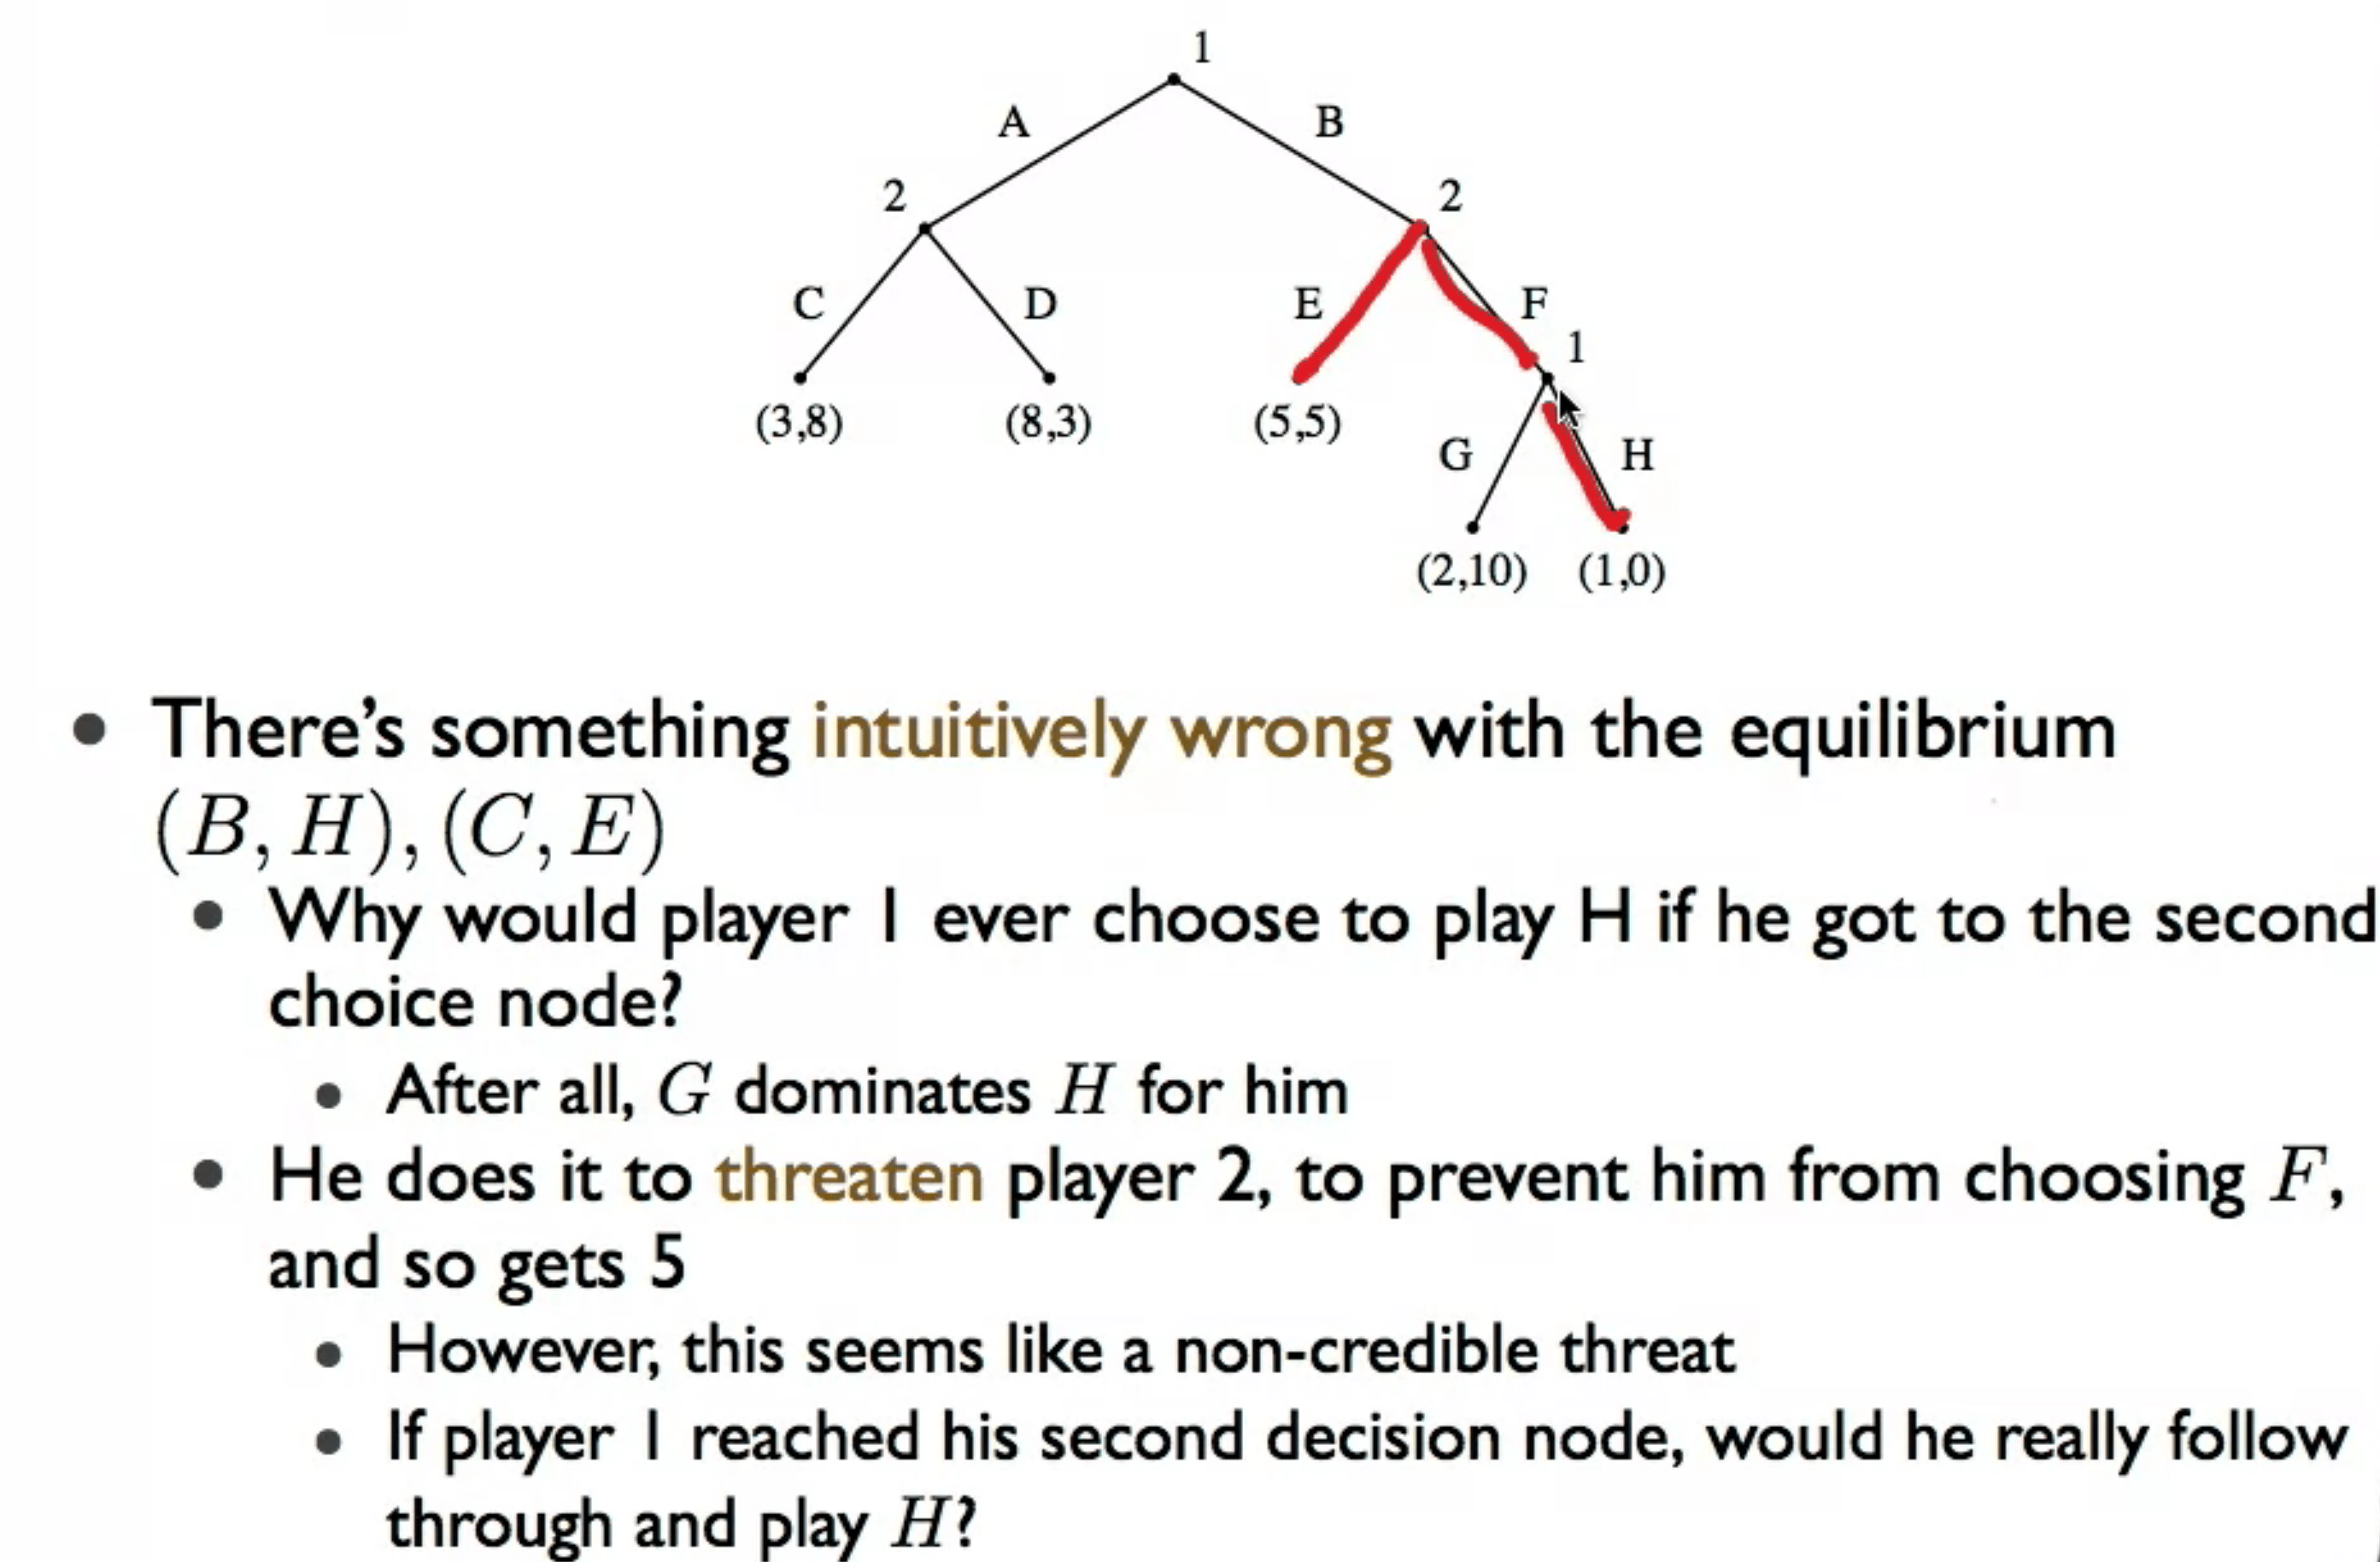 1
A B
2 2
C D E F
1
(3,8) (8,3) (5,5) G H
(2,10) (1,0)
• There's something intuitively wrong with the equilibrium
(B, H), (C, E)
• Why would player 1 ever choose to play H if he got to the second
choice node?
• After all, G dominates H for him
• He does it to threaten player 2, to prevent him from choosing F,
and so gets 5
• However, this seems like a non-credible threat
• If player 1 reached his second decision node, would he really follow
through and play H?